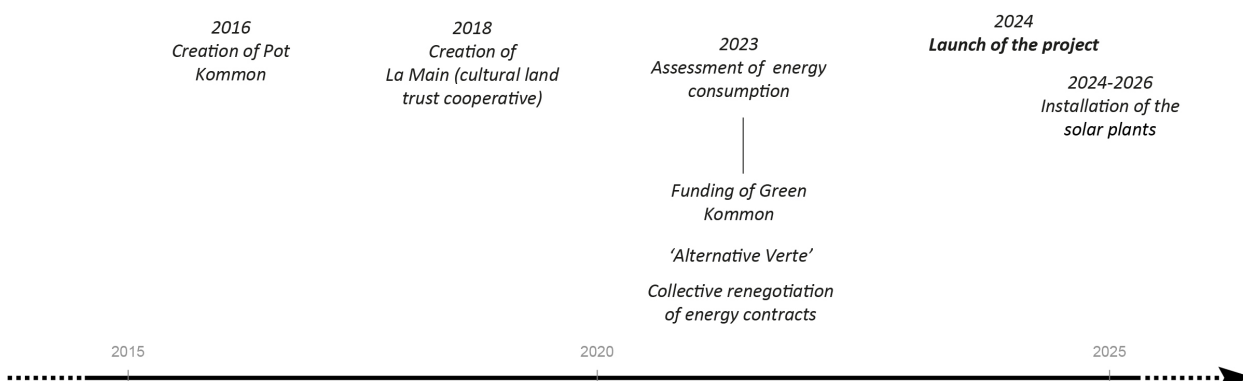 2016
Creation of Pot
Kommon
2018
Creation of
La Main (cultural land
trust cooperative)
2023
Assessment of energy
consumption
Funding of Green
Kommon
‘Alternative Verte’
Collective renegotiation
of energy contracts
2024
Launch of the project
2024-2026
Installation of the
solar plants
2015
2020
2025